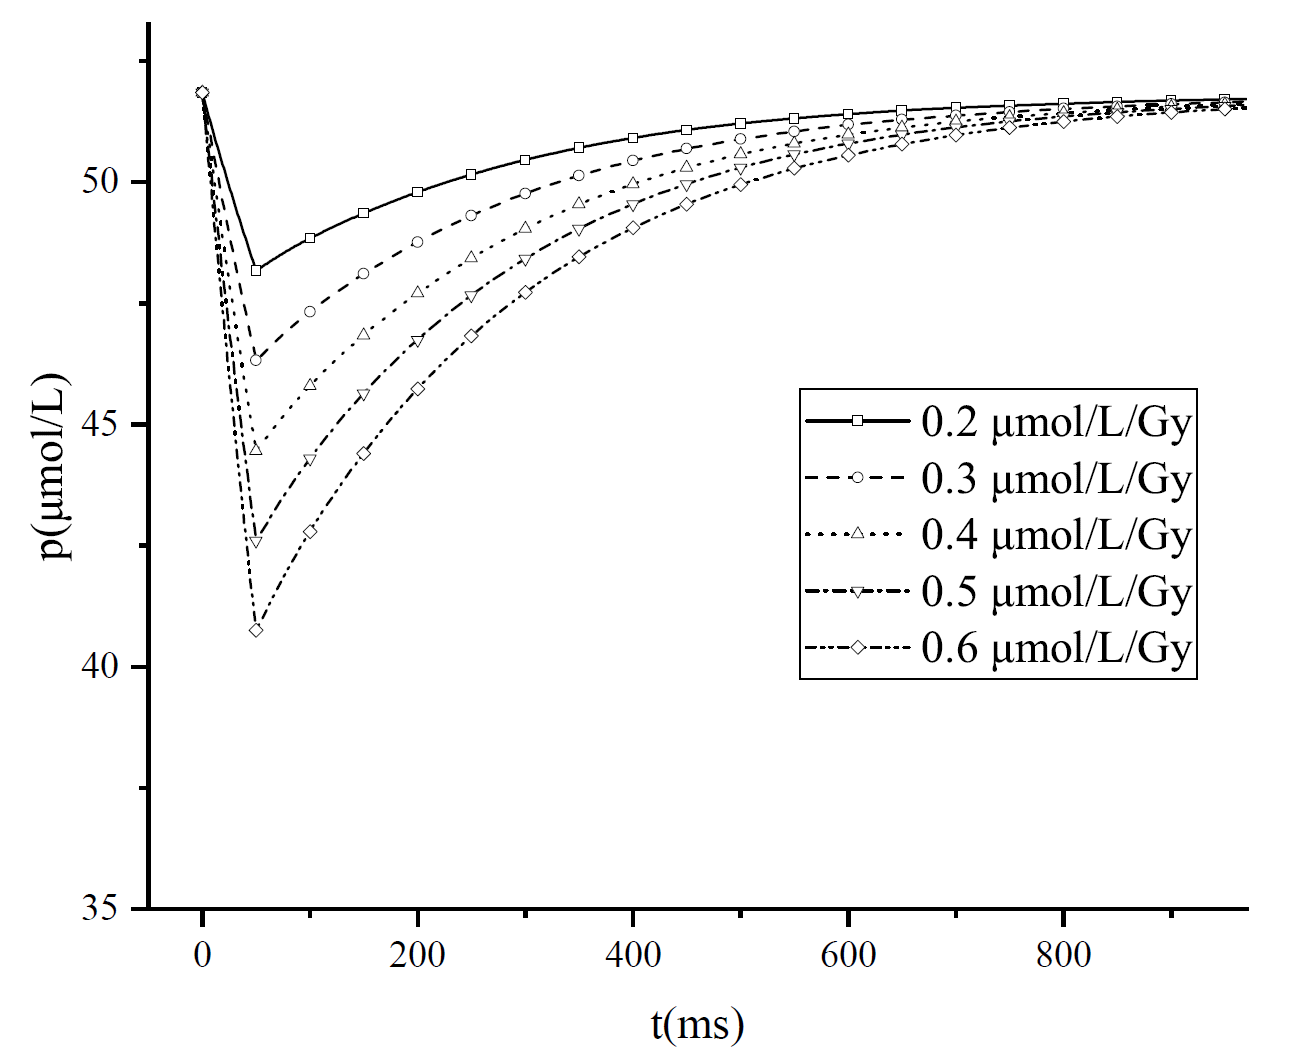 p(μmol/L)
50
45
40
35
0.2 μmol/L/Gy
0.3 μmol/L/Gy
0.4 μmol/L/Gy
0.5 μmol/L/Gy
0.6 μmol/L/Gy
0 200 400 600 800
t(ms)